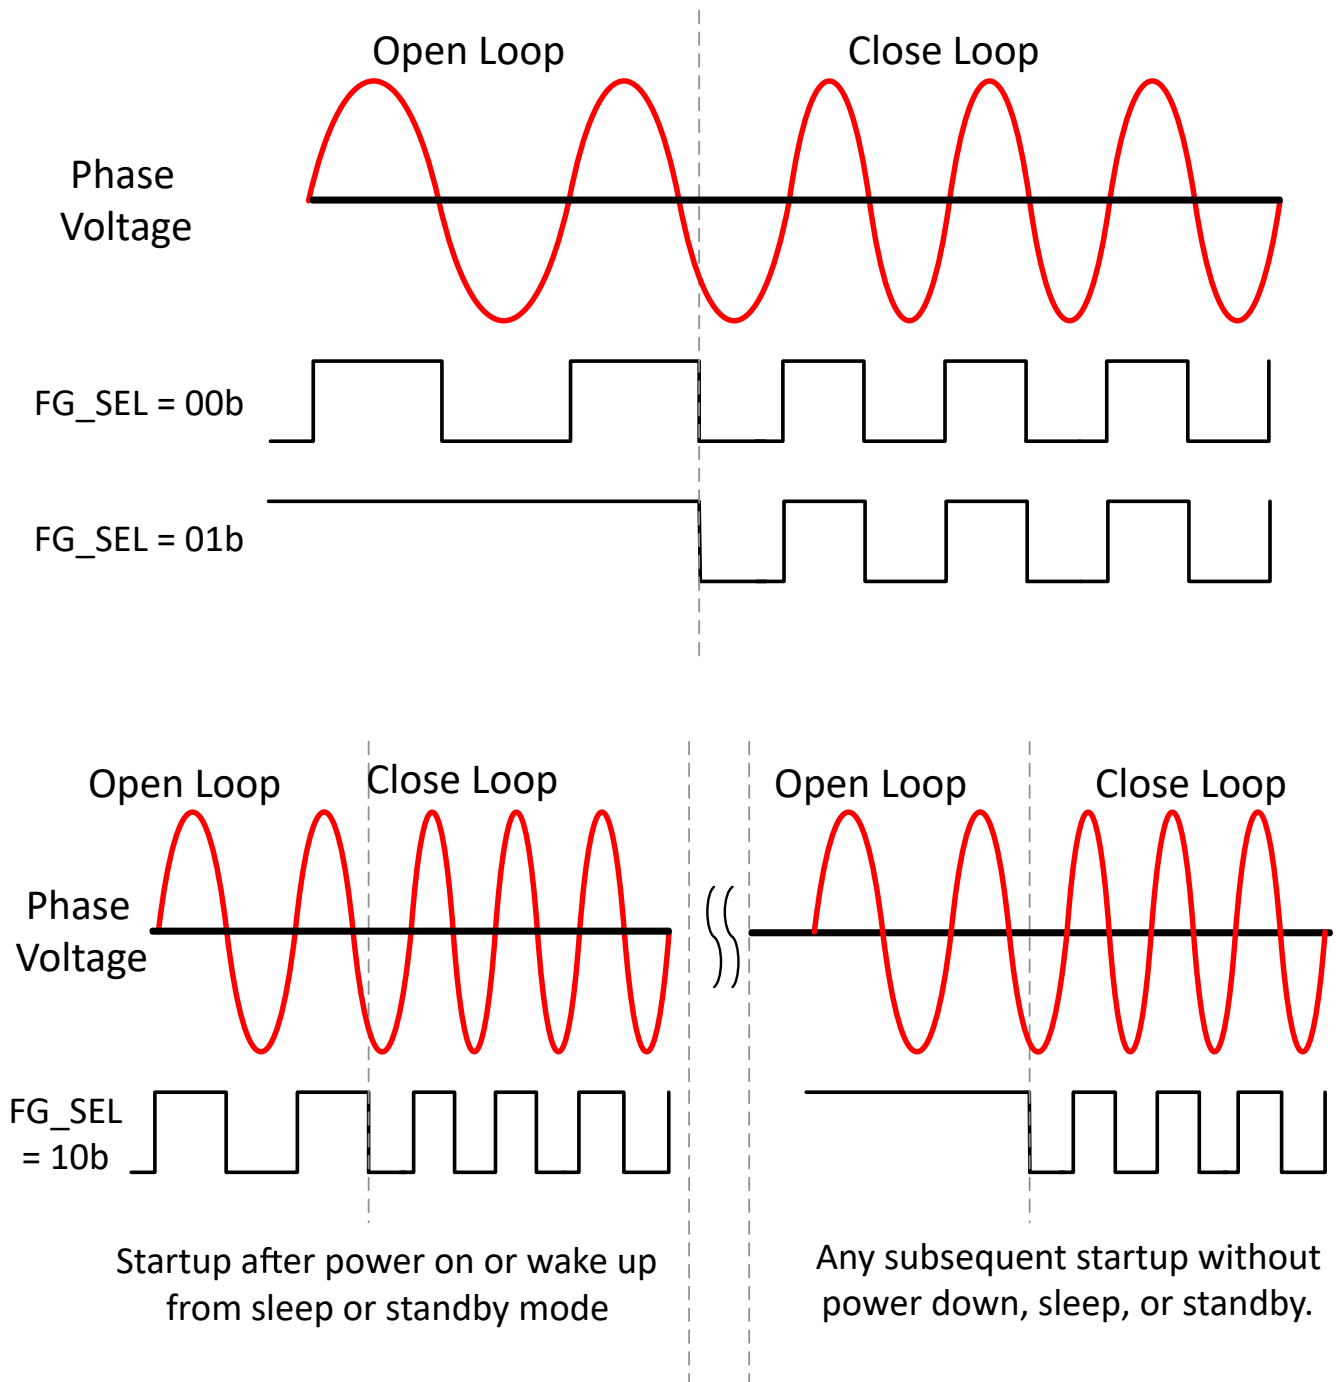 Open Loop
Close Loop
Phase
Voltage
FG_SEL = 00b
FG_SEL = 01b
Open Loop
Close Loop
Open Loop
Close Loop
Phase
Voltage
FG_SEL
= 10b
Startup after power on or wake up
from sleep or standby mode
Any subsequent startup without
power down, sleep, or standby.